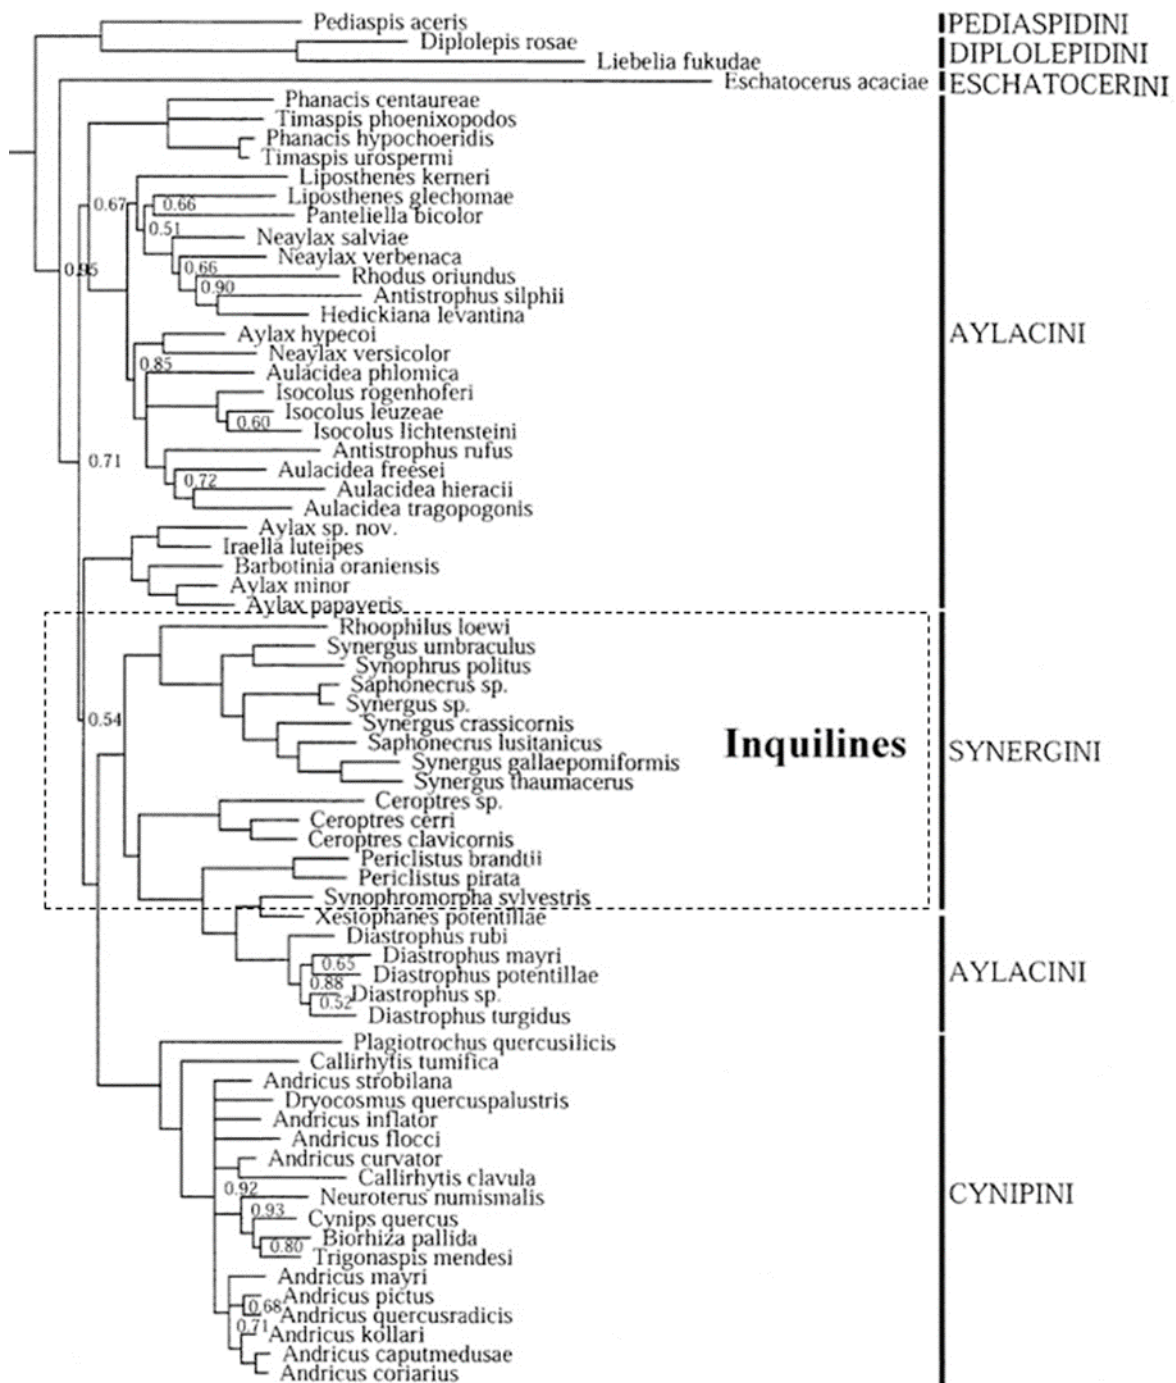 Pediaspis aceris
PEDIASPIDINI
Diplolepis rosae
DIPLOLEPIDINI
Liebelia fukudae
Eschatocerus acaciae
ESCHATOCERINI
Phanacis centaureae
Timaspis phoenixopodos
Phanacis hypochoeridis
Timaspis urospermi
Liposthenes kerneri
0.67
0.66
Liposthenes glechomae
Panteliella bicolor
0.51
Neaylax salviae
Neaylax verbenaca
0.95
0.66
Rhodus oriundus
0.90
Antistrophus silphii
Hedickiana levantina
Aylax hypecoi
AYLACINI
Neaylax versicolor
0.85
Aulacidea phlomica
Isocolus rogenhoferi
Isocolus leuzeae
0.60
Isocolus lichtensteini
Antistrophus rufus
0.71
Aulacidea freesei
0.72
Aulacidea hieracii
Aulacidea tragopogonis
Aylax sp. nov.
Iraella luteipes
Barbotinia oraniensis
Aylax minor
Aylax papaveris
Rhoophilus loewi
Synergus umbraculus
Synophrus politus
Saphonecrus sp.
Synergus sp.
0.54
Synergus crassicornis
Saphonecrus lusitanicus
Inquilines
SYNERGINI
Synergus gallaepomiformis
Synergus thaumacerus
Ceroptres sp.
Ceroptres cerri
Ceroptres clavicornis
Periclistus brandtii
Periclistus pirata
Synophromorpha sylvestris
Xestophanes potentillae
Diastrophus rubi
Diastrophus mayri
0.65
Diastrophus potentillae
AYLACINI
0.88
Diastrophus sp.
0.52
Diastrophus turgidus
Plagiotrochus quercusilicis
Callirhytis tumifica
Andricus strobilana
Dryocosmus quercuspalustris
Andricus inflator
Andricus flocci
Andricus curvator
Callirhytis clavula
0.92
Neuroterus numismalis
CYNIPINI
0.93
Cynips quercus
Biorhiza pallida
0.80
Trigonaspis mendesi
Andricus mayri
Andricus pictus
0.68
Andricus quercusradicis
0.71
Andricus kollari
Andricus caputmedusae
Andricus coriarius